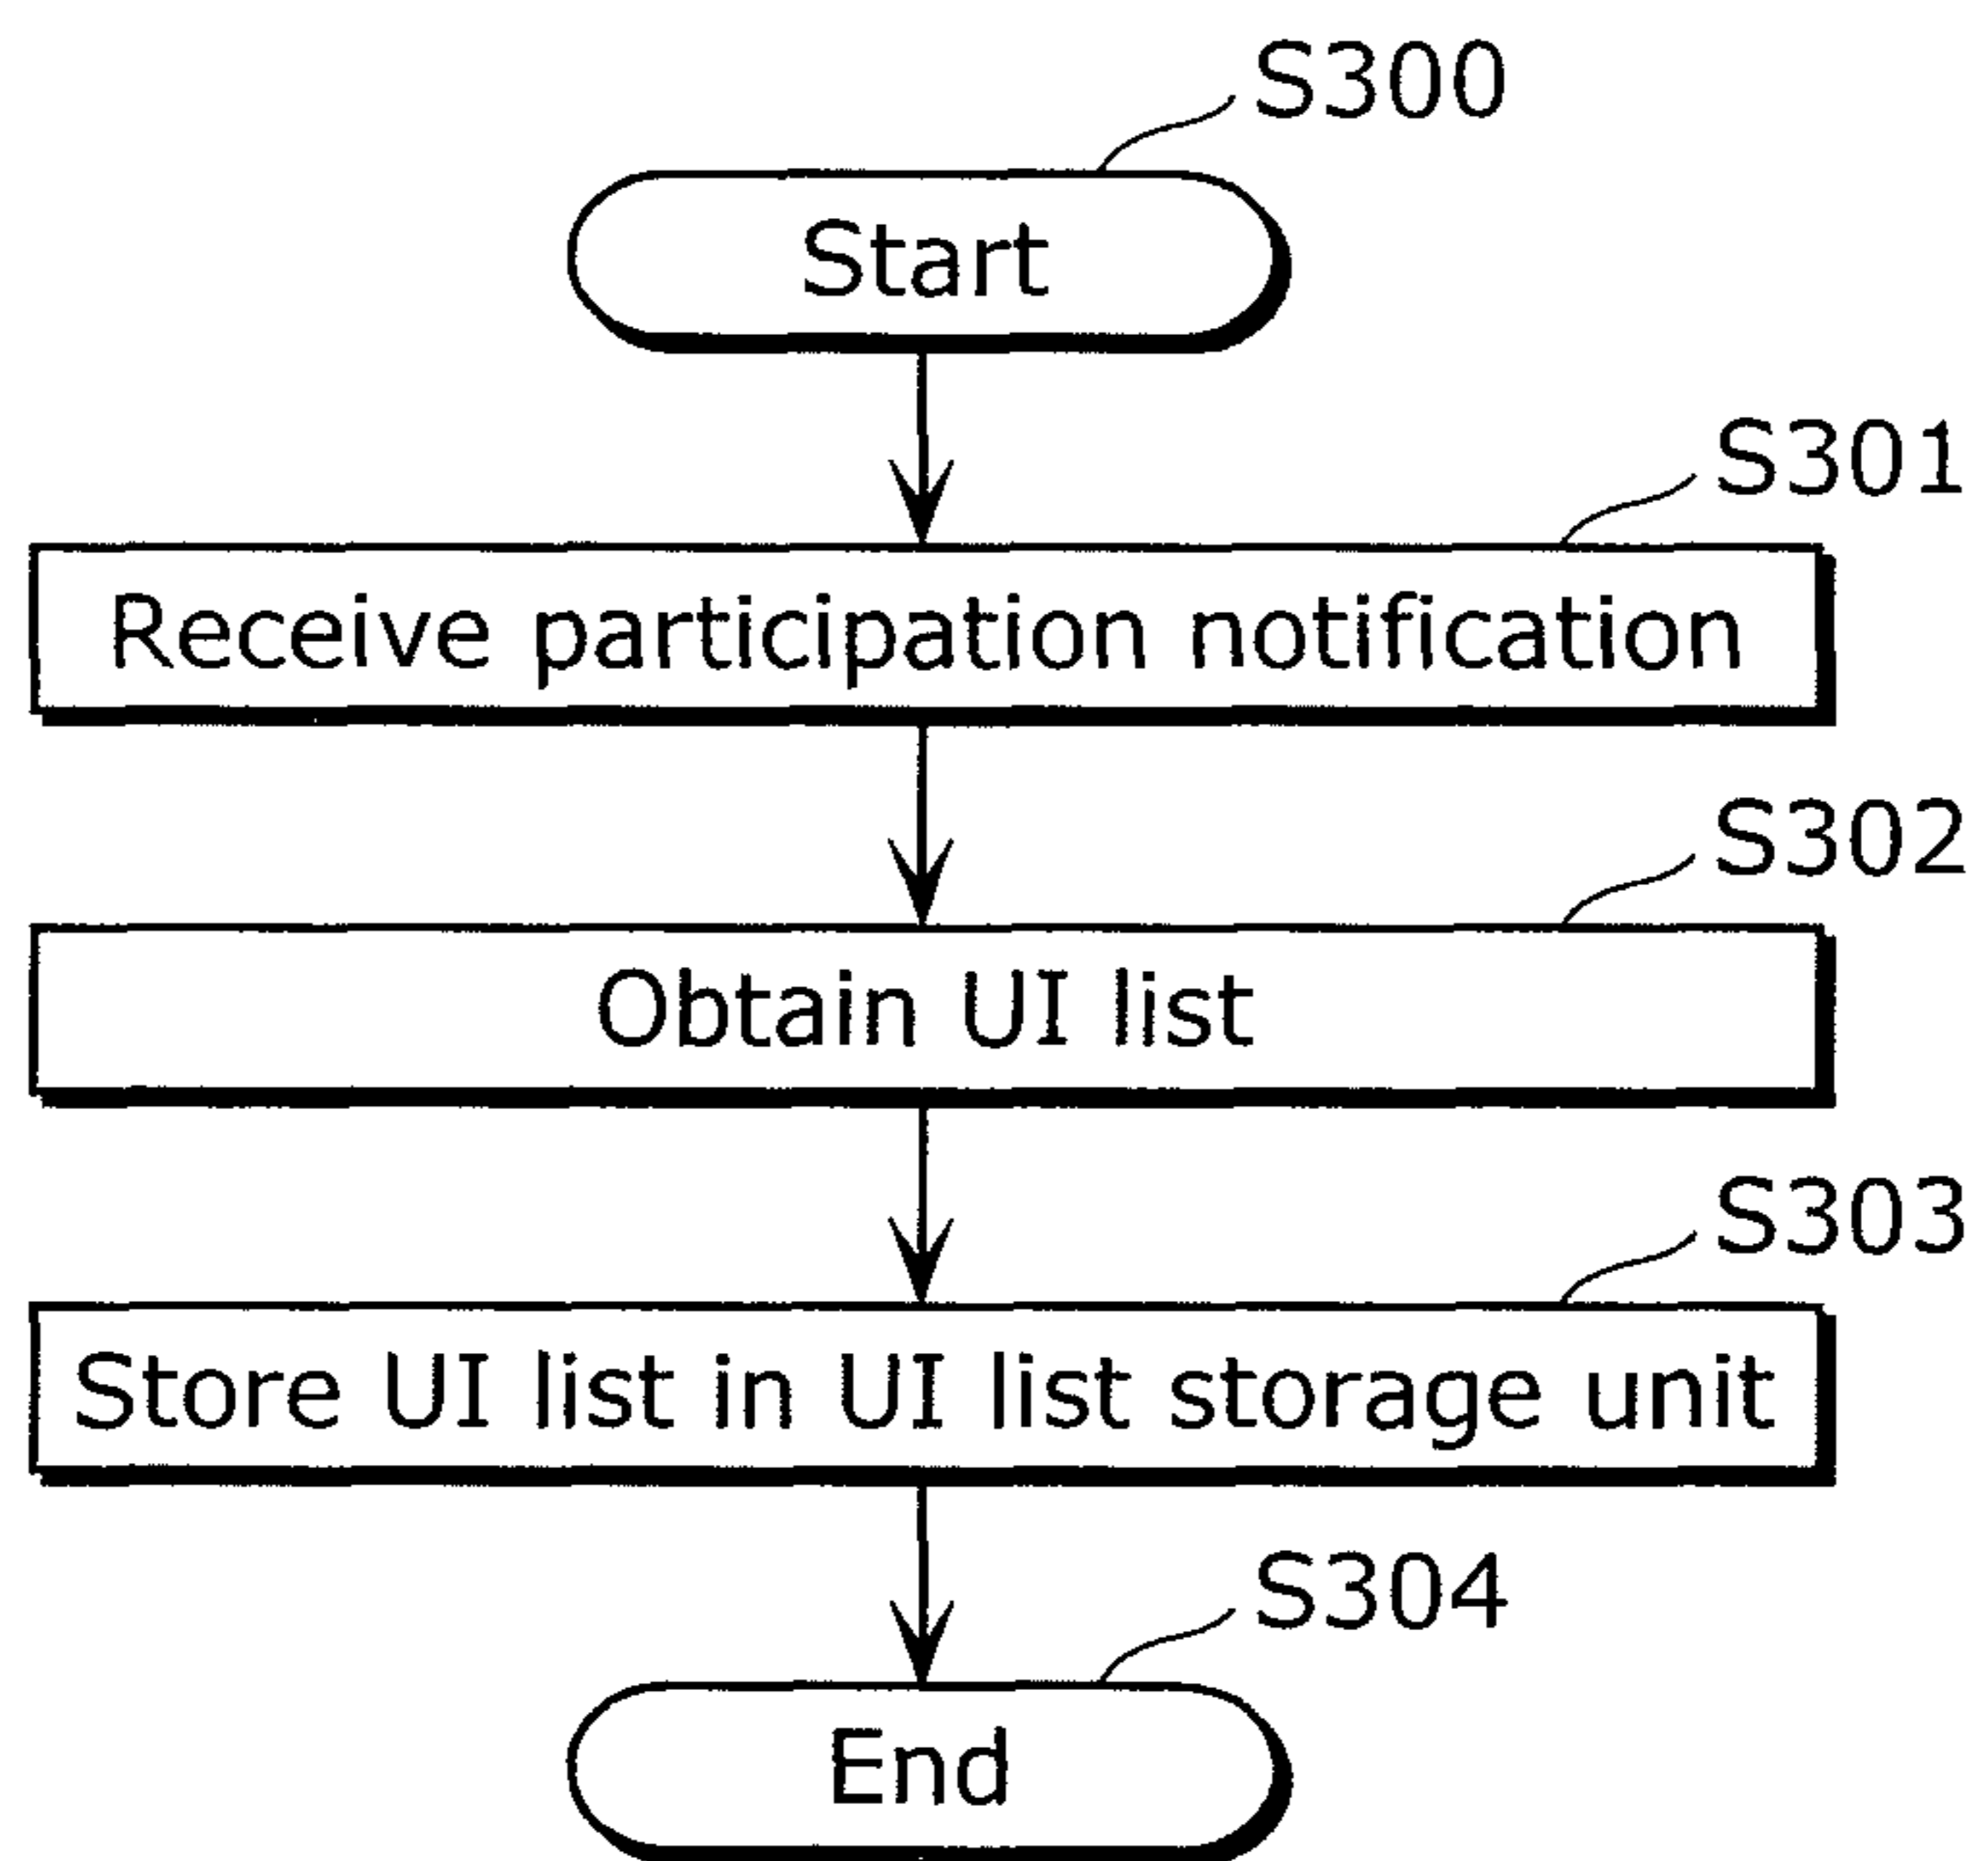 S300
Start
S301
Receive participation notification
S302
Obtain UI list
S303
Store UI list in UI list storage unit
S304
End